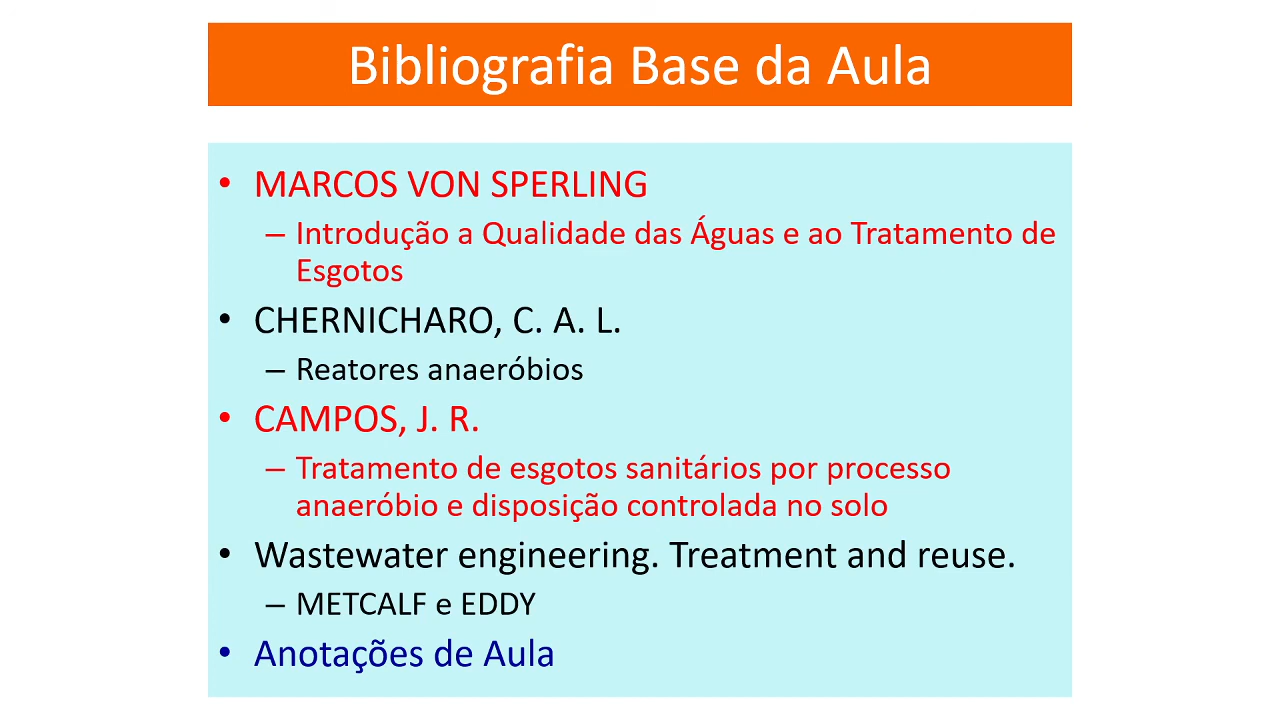 Bibliografia Base da Aula
• MARCOS VON SPERLING
– Introdução a Qualidade das Águas e ao Tratamento de
Esgotos
• CHERNICHARO, C. A. L.
– Reatores anaeróbios
• CAMPOS, J. R.
– Tratamento de esgotos sanitários por processo
anaeróbio e disposição controlada no solo
• Wastewater engineering. Treatment and reuse.
– METCALF e EDDY
• Anotações de Aula